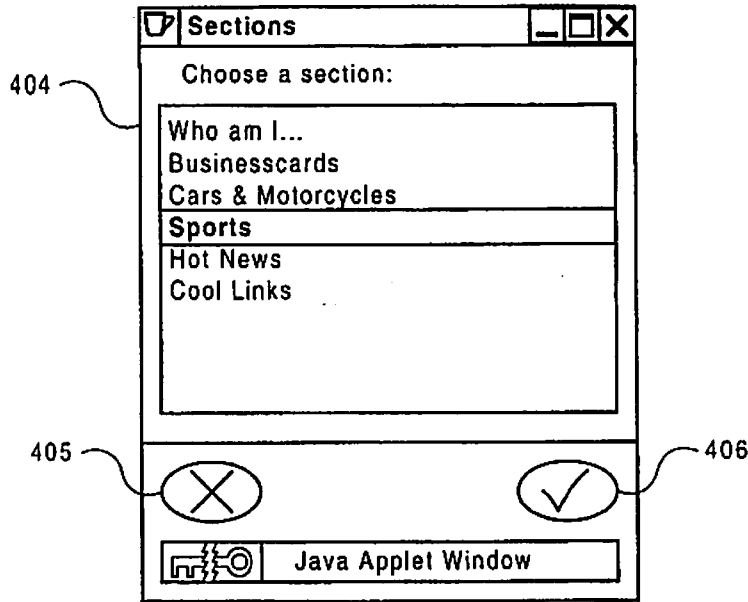 Sections
Choose a section:
404
Who am I...
Businesscards
Cars & Motorcycles
Sports
Hot News
Cool Links
405
406
Java Applet Window